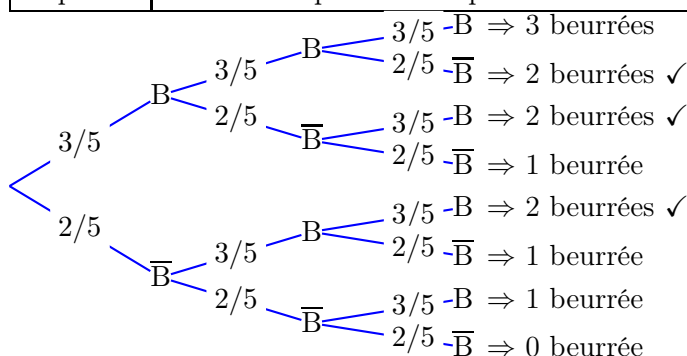 3/5 B ⇒ 3 beurrées
B
3/5 2/5 B̅ ⇒ 2 beurrées ✓
B
2/5 3/5 B ⇒ 2 beurrées ✓
3/5 B̅
2/5 B̅ ⇒ 1 beurrée
2/5 3/5 B ⇒ 2 beurrées ✓
B
3/5 2/5 B̅ ⇒ 1 beurrée
B̅
2/5 3/5 B ⇒ 1 beurrée
B̅
2/5 B̅ ⇒ 0 beurrée